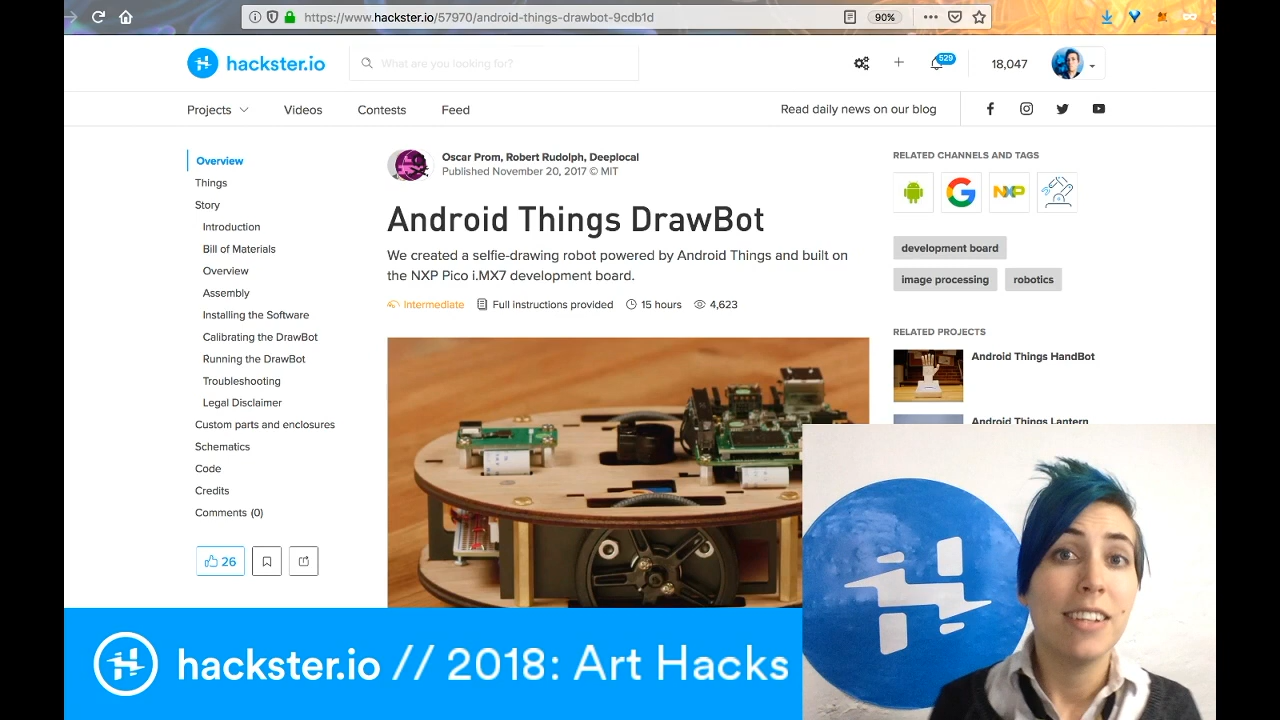 https://www.hackster.io/57970/android-things-drawbot-9cdb1d
90%
hackster.io
What are you looking for?
529
18,047
Projects
Videos
Contests
Feed
Read daily news on our blog
Overview
Things
Story
Introduction
Bill of Materials
Overview
Assembly
Installing the Software
Calibrating the DrawBot
Running the DrawBot
Troubleshooting
Legal Disclaimer
Custom parts and enclosures
Schematics
Code
Credits
Comments (0)
26
Oscar Prom, Robert Rudolph, Deeplocal
Published November 20, 2017 © MIT
Android Things DrawBot
We created a selfie-drawing robot powered by Android Things and built on
the NXP Pico i.MX7 development board.
Intermediate
Full instructions provided
15 hours
4,623
RELATED CHANNELS AND TAGS
NXP
development board
image processing
robotics
RELATED PROJECTS
Android Things HandBot
Android Things Lantern
hackster.io // 2018: Art Hacks